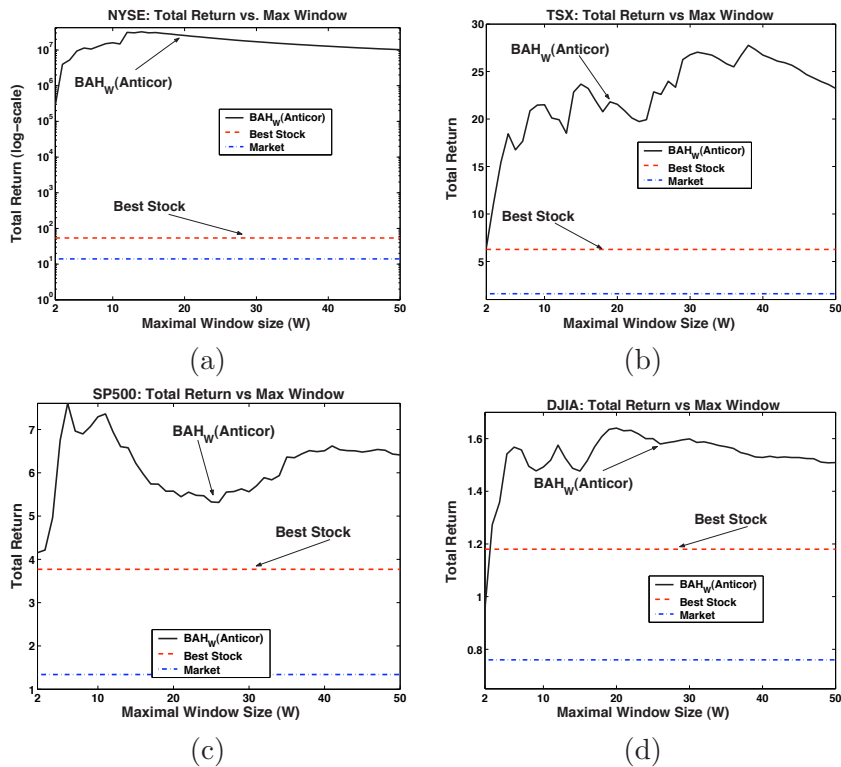 NYSE: Total Return vs. Max Window
Total Return (log−scale)
10^7
10^6
10^5
10^4
10^3
10^2
10^1
10^0
BAH_W(Anticor)
BAH_W(Anticor)
Best Stock
Market
Best Stock
2 10 20 30 40 50
Maximal Window size (W)
(a)
TSX: Total Return vs Max Window
Total Return
30
25
20
15
10
5
BAH_W(Anticor)
BAH_W(Anticor)
Best Stock
Market
Best Stock
2 10 20 30 40 50
Maximal Window Size (W)
(b)
SP500: Total Return vs Max Window
Total Return
7
6
5
4
3
2
1
BAH_W(Anticor)
Best Stock
BAH_W(Anticor)
Best Stock
Market
2 10 20 30 40 50
Maximal Window Size (W)
(c)
DJIA: Total Return vs Max Window
Total Return
1.6
1.4
1.2
1
0.8
BAH_W(Anticor)
Best Stock
BAH_W(Anticor)
Best Stock
Market
2 10 20 30 40 50
Maximal Window Size (W)
(d)